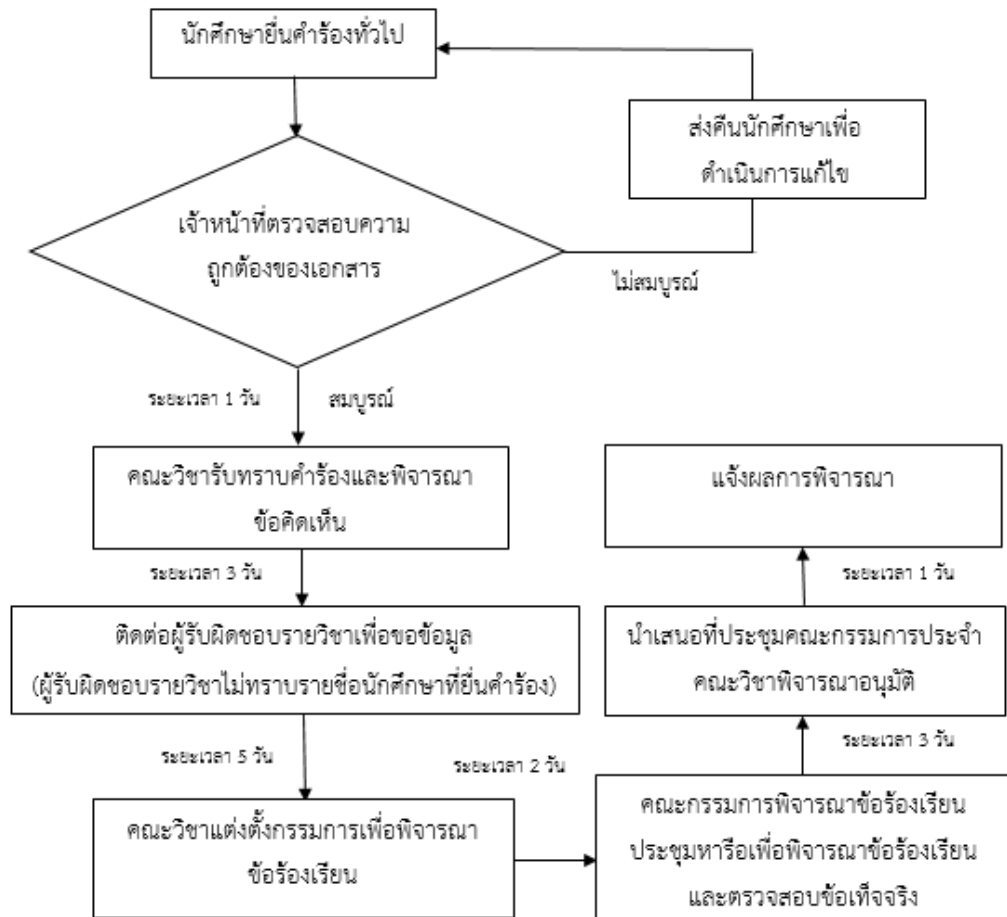 นักศึกษายื่นคำร้องทั่วไป
ส่งคืนนักศึกษาเพื่อ
ดำเนินการแก้ไข
เจ้าหน้าที่ตรวจสอบความ
ถูกต้องของเอกสาร
ไม่สมบูรณ์
ระยะเวลา 1 วัน
สมบูรณ์
คณะวิชารับทราบคำร้องและพิจารณา
ข้อคิดเห็น
ระยะเวลา 3 วัน
ติดต่อผู้รับผิดชอบรายวิชาเพื่อขอข้อมูล
(ผู้รับผิดชอบรายวิชาไม่ทราบรายชื่อนักศึกษาที่ยื่นคำร้อง)
ระยะเวลา 5 วัน
คณะวิชาแต่งตั้งกรรมการเพื่อพิจารณา
ข้อร้องเรียน
ระยะเวลา 2 วัน
คณะกรรมการพิจารณาข้อร้องเรียน
ประชุมหารือเพื่อพิจารณาข้อร้องเรียน
และตรวจสอบข้อเท็จจริง
ระยะเวลา 3 วัน
นำเสนอที่ประชุมคณะกรรมการประจำ
คณะวิชาพิจารณาอนุมัติ
ระยะเวลา 1 วัน
แจ้งผลการพิจารณา